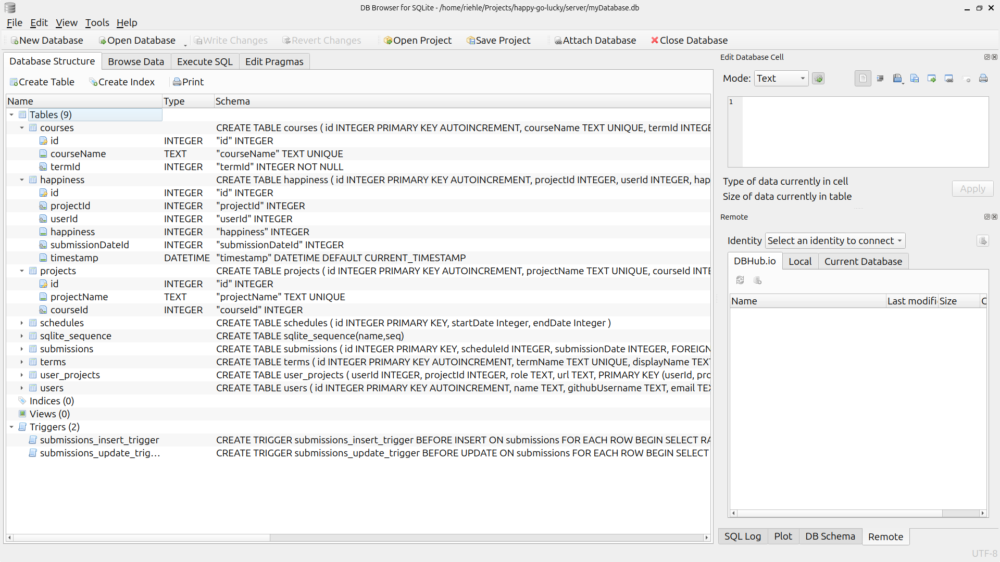 DB Browser for SQLite - /home/riehle/Projects/happy-go-lucky/server/myDatabase.db
File Edit View Tools Help
New Database Open Database Write Changes Revert Changes Open Project Save Project Attach Database Close Database
Database Structure Browse Data Execute SQL Edit Pragmas
Create Table Create Index Print
Name Type Schema
Tables (9)
courses CREATE TABLE courses ( id INTEGER PRIMARY KEY AUTOINCREMENT, courseName TEXT UNIQUE, termId INTEGE
id INTEGER "id" INTEGER
courseName TEXT "courseName" TEXT UNIQUE
termId INTEGER "termId" INTEGER NOT NULL
happiness CREATE TABLE happiness ( id INTEGER PRIMARY KEY AUTOINCREMENT, projectId INTEGER, userId INTEGER, hap
id INTEGER "id" INTEGER
projectId INTEGER "projectId" INTEGER
userId INTEGER "userId" INTEGER
happiness INTEGER "happiness" INTEGER
submissionDateId INTEGER "submissionDateId" INTEGER
timestamp DATETIME "timestamp" DATETIME DEFAULT CURRENT_TIMESTAMP
projects CREATE TABLE projects ( id INTEGER PRIMARY KEY AUTOINCREMENT, projectName TEXT UNIQUE, courseId INTE
id INTEGER "id" INTEGER
projectName TEXT "projectName" TEXT UNIQUE
courseId INTEGER "courseId" INTEGER
schedules CREATE TABLE schedules ( id INTEGER PRIMARY KEY, startDate Integer, endDate Integer )
sqlite_sequence CREATE TABLE sqlite_sequence(name,seq)
submissions CREATE TABLE submissions ( id INTEGER PRIMARY KEY, scheduleId INTEGER, submissionDate INTEGER, FOREIGN
terms CREATE TABLE terms ( id INTEGER PRIMARY KEY AUTOINCREMENT, termName TEXT UNIQUE, displayName TEXT
user_projects CREATE TABLE user_projects ( userId INTEGER, projectId INTEGER, role TEXT, url TEXT, PRIMARY KEY (userId, pro
users CREATE TABLE users ( id INTEGER PRIMARY KEY AUTOINCREMENT, name TEXT, githubUsername TEXT, email TEX
Indices (0)
Views (0)
Triggers (2)
submissions_insert_trigger CREATE TRIGGER submissions_insert_trigger BEFORE INSERT ON submissions FOR EACH ROW BEGIN SELECT RA
submissions_update_trig... CREATE TRIGGER submissions_update_trigger BEFORE UPDATE ON submissions FOR EACH ROW BEGIN SELECT
Edit Database Cell
Mode: Text
1
Type of data currently in cell
Size of data currently in table
Apply
Remote
Identity Select an identity to connect
DBHub.io Local Current Database
Name Last modifi Size C
SQL Log Plot DB Schema Remote
UTF-8